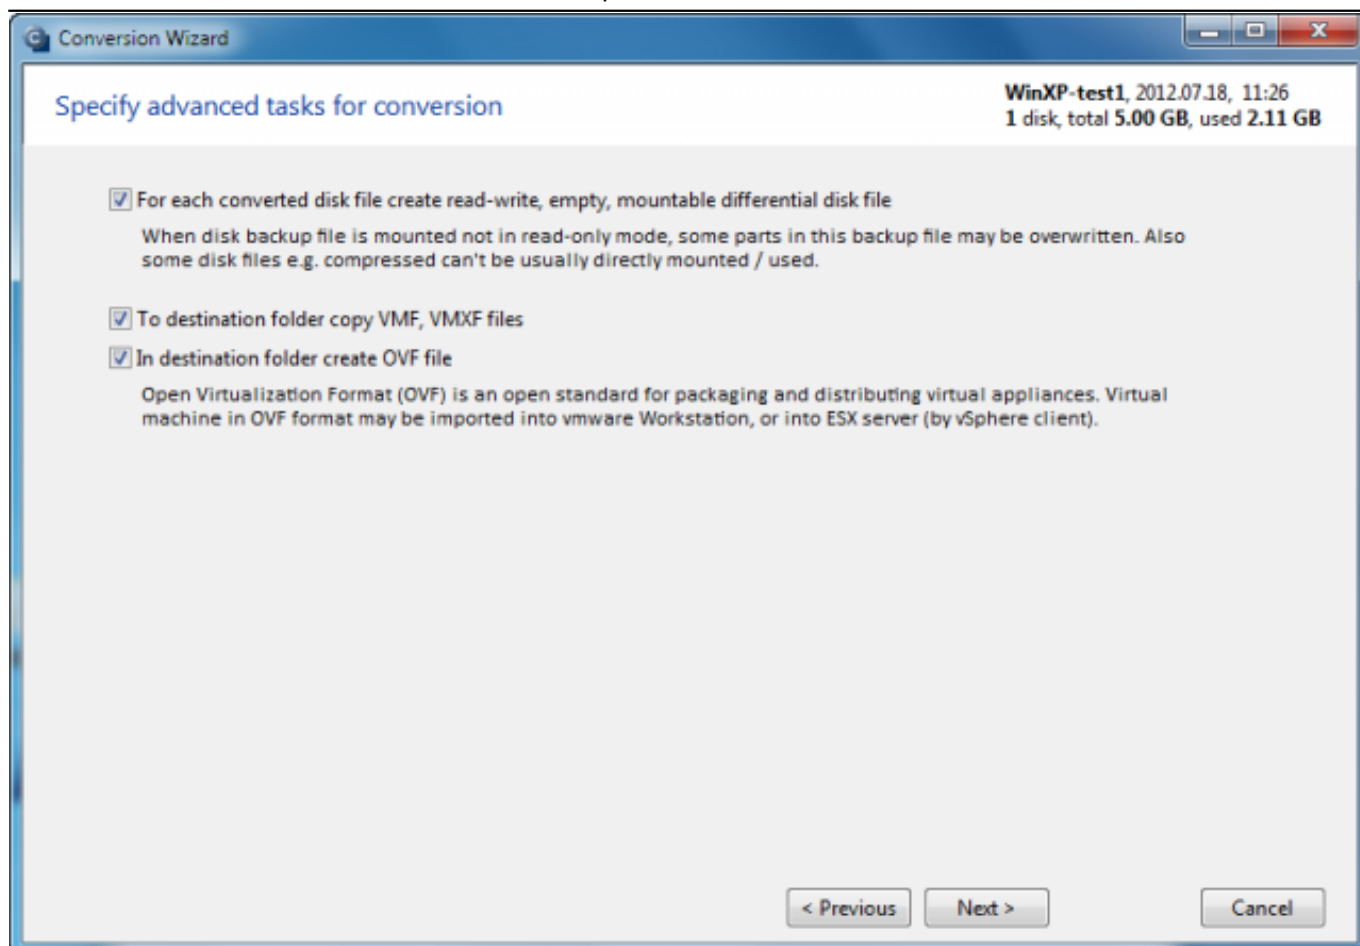 Conversion Wizard
Specify advanced tasks for conversion
WinXP-test1, 2012.07.18, 11:26
1 disk, total 5.00 GB, used 2.11 GB
For each converted disk file create read-write, empty, mountable differential disk file
When disk backup file is mounted not in read-only mode, some parts in this backup file may be overwritten. Also
some disk files e.g. compressed can't be usually directly mounted / used.
To destination folder copy VMF, VMXF files
In destination folder create OVF file
Open Virtualization Format (OVF) is an open standard for packaging and distributing virtual appliances. Virtual
machine in OVF format may be imported into vmware Workstation, or into ESX server (by vSphere client).
< Previous
Next >
Cancel